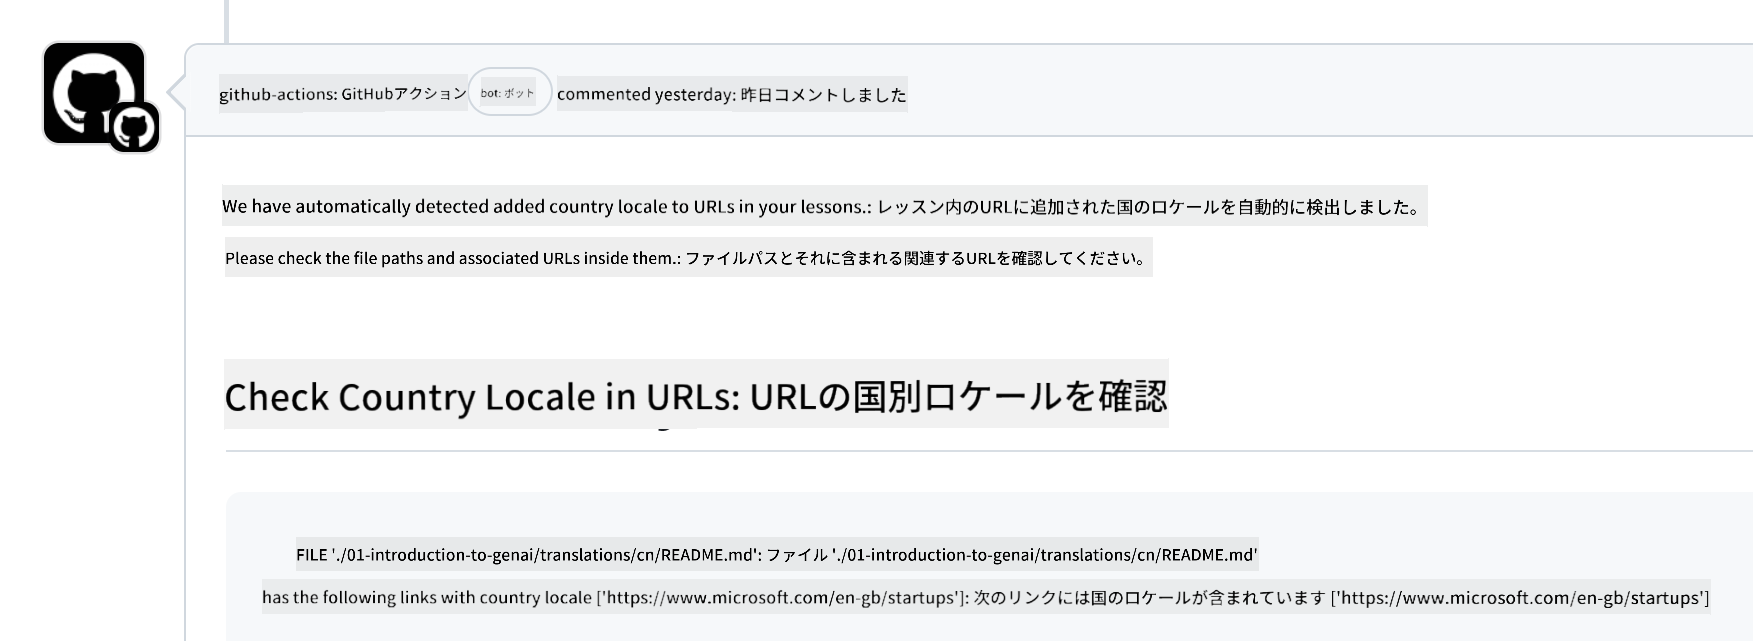 github-actions: GitHubアクション bot: ボット commented yesterday: 昨日コメントしました
We have automatically detected added country locale to URLs in your lessons.: レッスン内のURLに追加された国のロケールを自動的に検出しました。
Please check the file paths and associated URLs inside them.: ファイルパスとそれに含まれる関連するURLを確認してください。
Check Country Locale in URLs: URLの国別ロケールを確認
FILE './01-introduction-to-genai/translations/cn/README.md': ファイル './01-introduction-to-genai/translations/cn/README.md'
has the following links with country locale ['https://www.microsoft.com/en-gb/startups']: 次のリンクには国のロケールが含まれています ['https://www.microsoft.com/en-gb/startups']